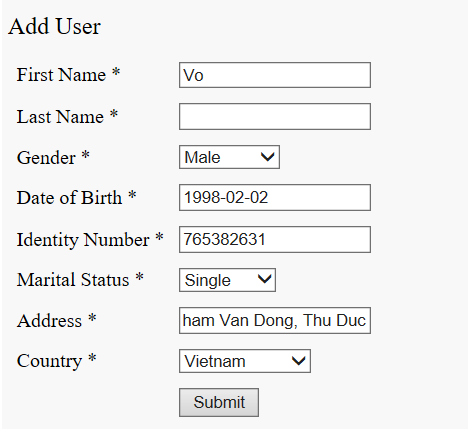 Add User
First Name * Vo
Last Name *
Gender * Male
Date of Birth * 1998-02-02
Identity Number * 765382631
Marital Status * Single
Address * ham Van Dong, Thu Duc
Country * Vietnam
Submit